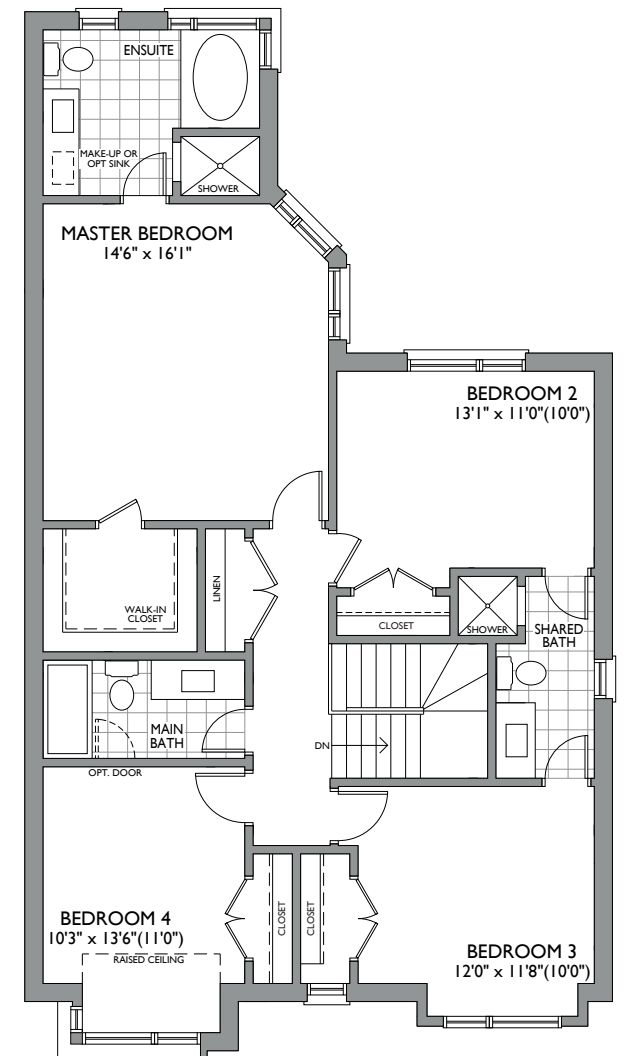 ENSUITE
MAKE-UP OR
OPT SINK
SHOWER
MASTER BEDROOM
14'6" x 16'1"
BEDROOM 2
13'1" x 11'0"(10'0")
LINEN
WALK-IN
CLOSET
CLOSET
SHOWER
SHARED
BATH
MAIN
BATH
DN
OPT. DOOR
BEDROOM 4
10'3" x 13'6"(11'0")
RAISED CEILING
CLOSET
CLOSET
BEDROOM 3
12'0" x 11'8"(10'0")